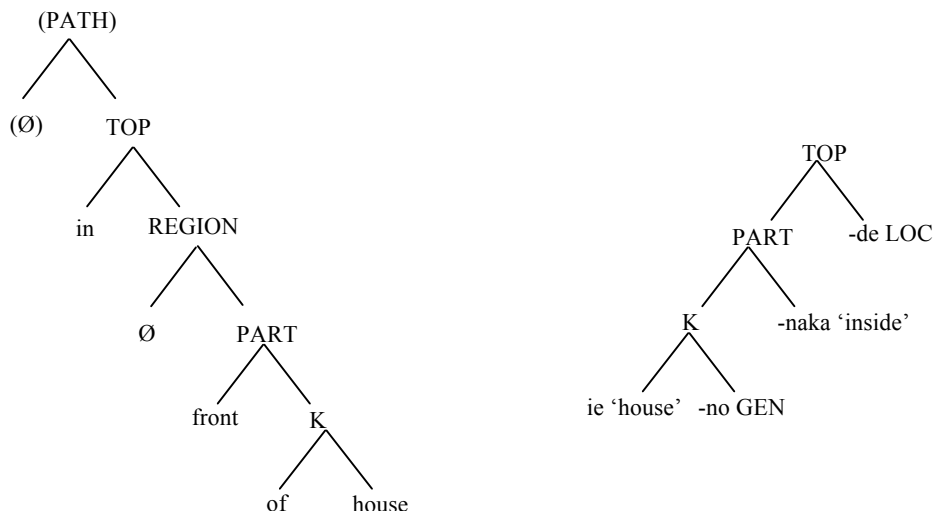 (PATH)
(Ø) TOP
in REGION
Ø PART
front K
of house
TOP
PART -de LOC
K -naka ‘inside’
ie ‘house’ -no GEN